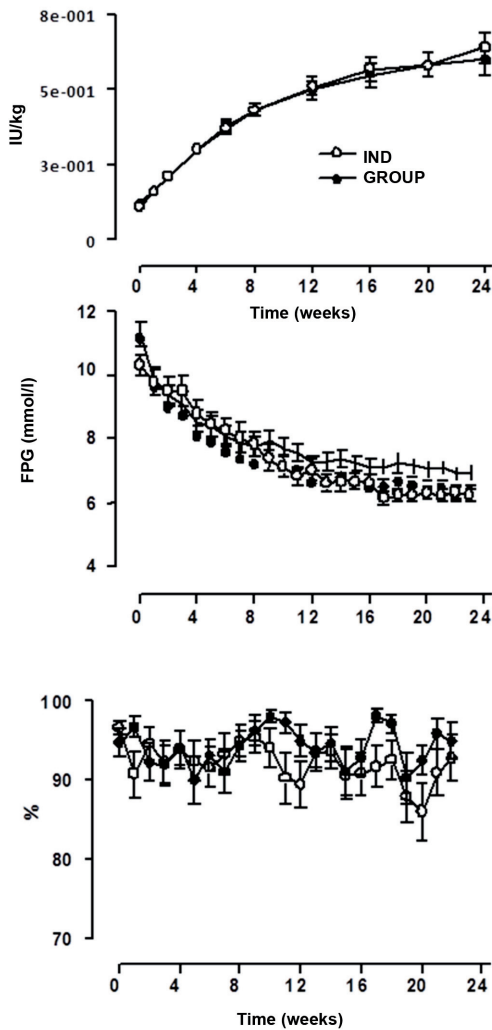 8e-001
5e-001
3e-001
0
IU/kg
IND
GROUP
0 4 8 12 16 20 24
Time (weeks)
12
10
8
6
4
FPG (mmol/l)
0 4 8 12 16 20 24
100
90
80
70
%
0 4 8 12 16 20 24
Time (weeks)